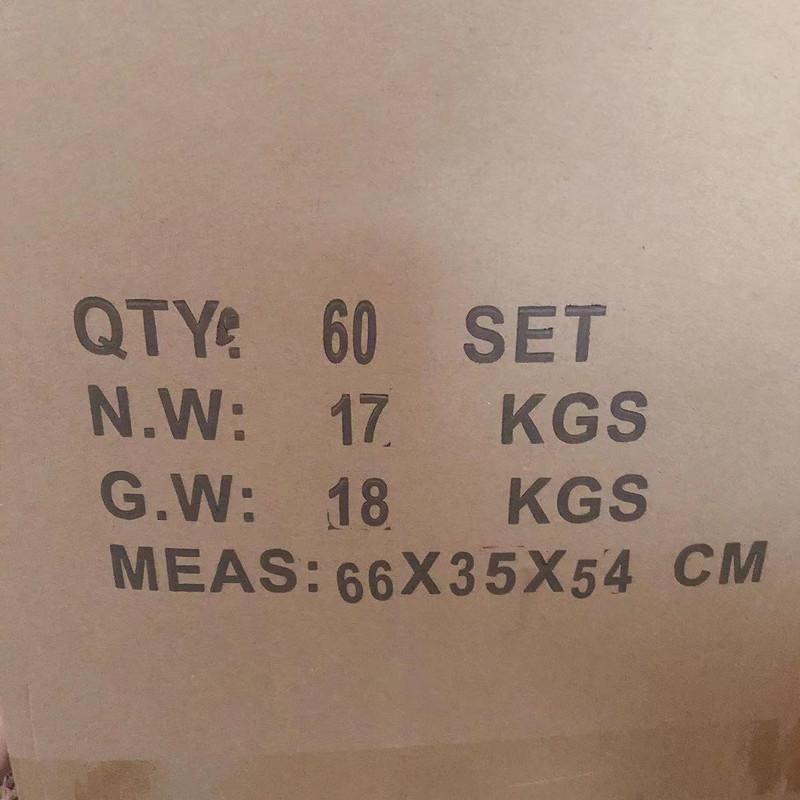 QTY: 60 SET
N.W: 17 KGS
G.W: 18 KGS
MEAS: 66X35X54 CM